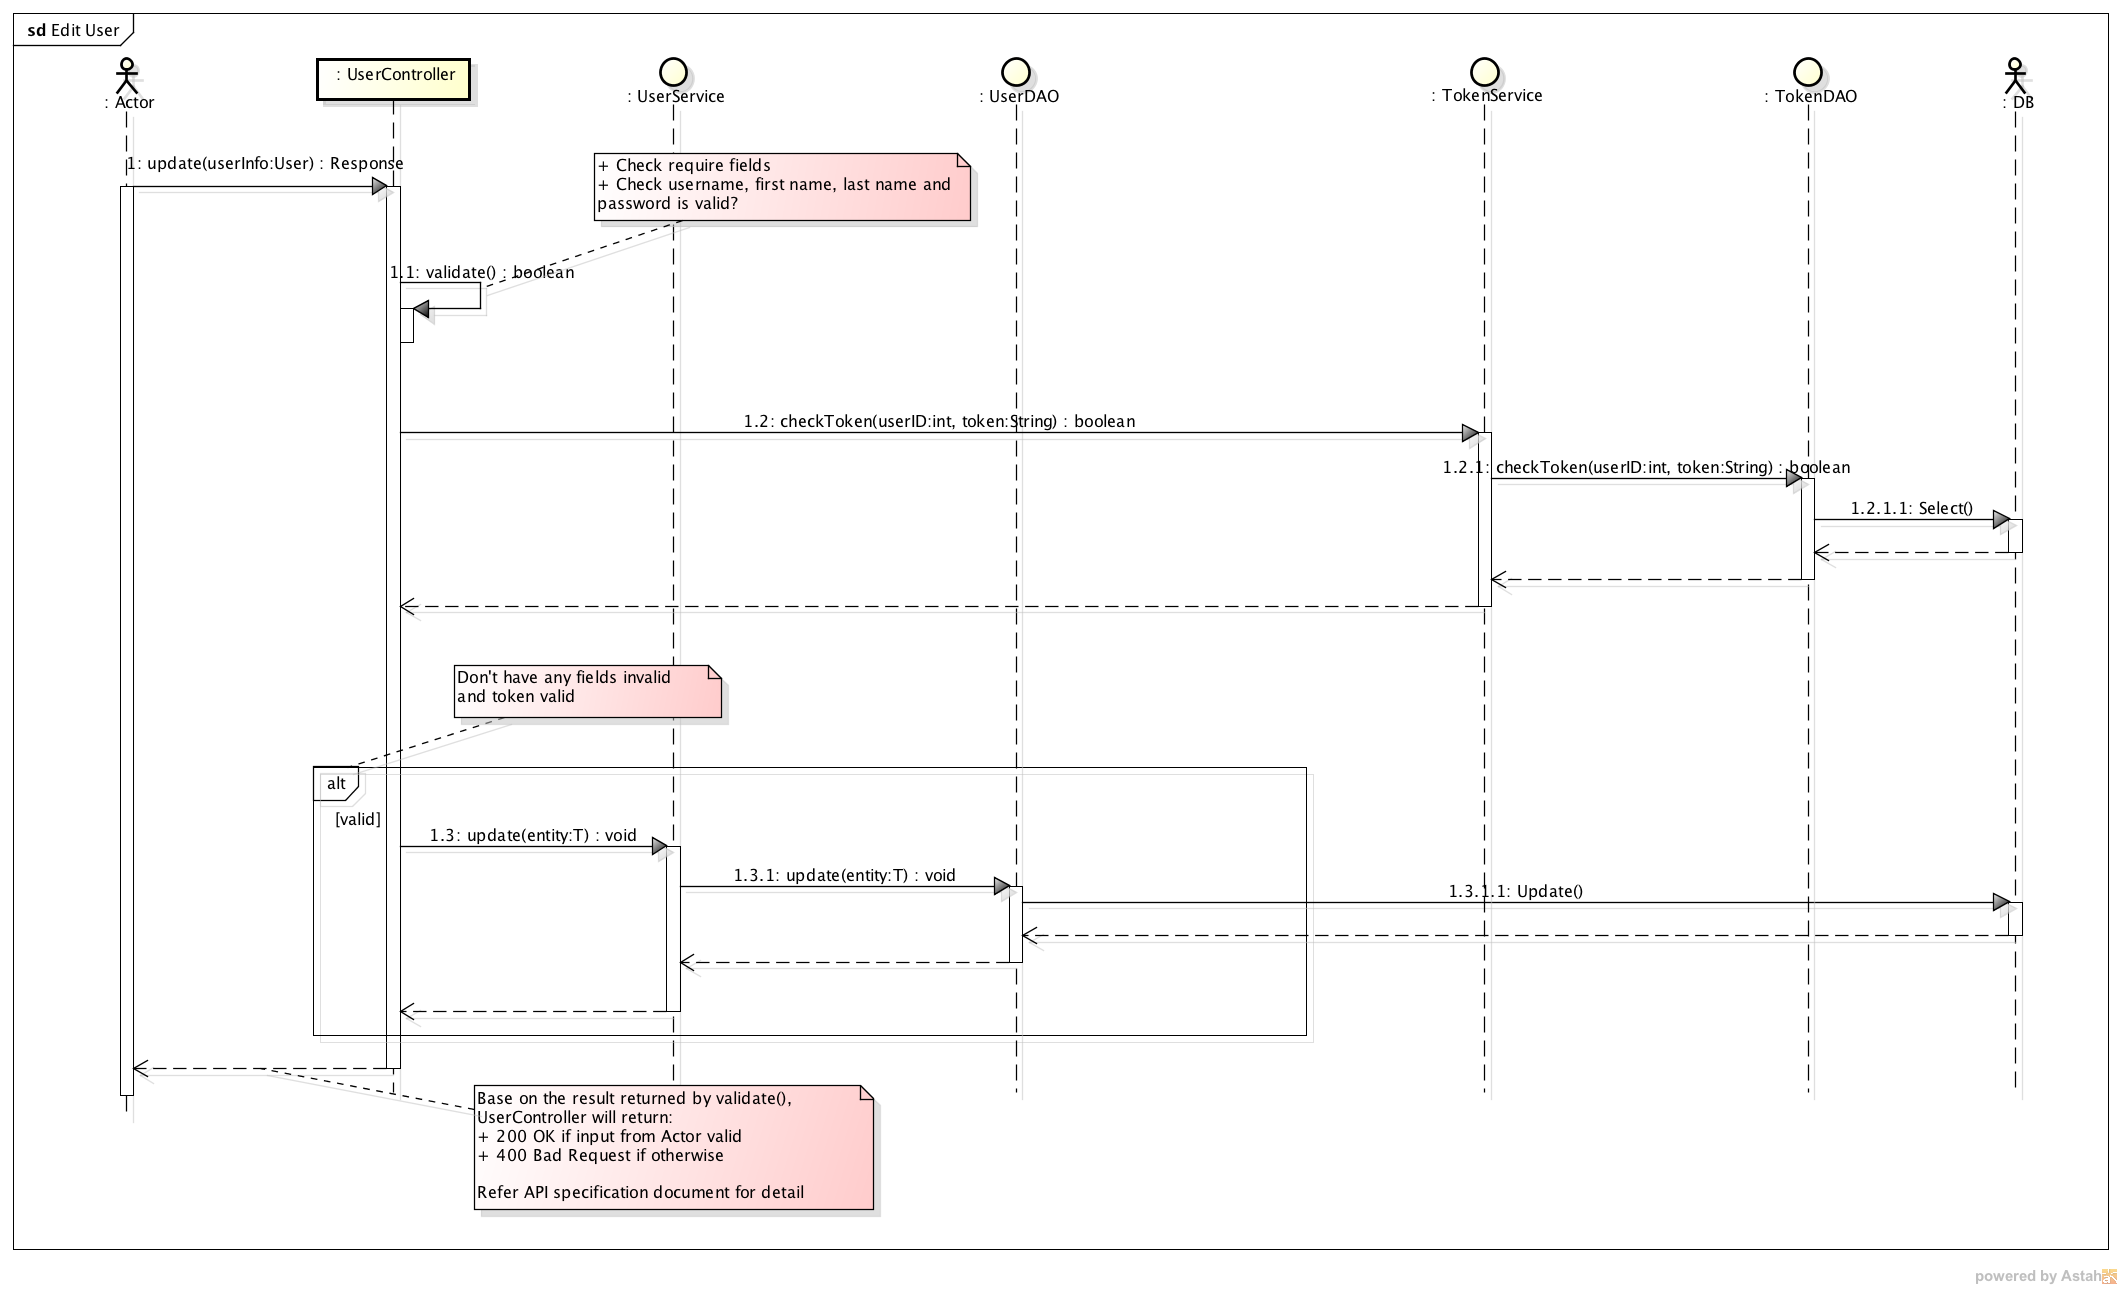 sd Edit User
: Actor
: UserController
: UserService
: UserDAO
: TokenService
: TokenDAO
: DB
1: update(userInfo:User) : Response
+ Check require fields
+ Check username, first name, last name and
password is valid?
1.1: validate() : boolean
1.2: checkToken(userID:int, token:String) : boolean
1.2.1: checkToken(userID:int, token:String) : boolean
1.2.1.1: Select()
Don't have any fields invalid
and token valid
alt
[valid]
1.3: update(entity:T) : void
1.3.1: update(entity:T) : void
1.3.1.1: Update()
Base on the result returned by validate(),
UserController will return:
+ 200 OK if input from Actor valid
+ 400 Bad Request if otherwise
Refer API specification document for detail
powered by Astah